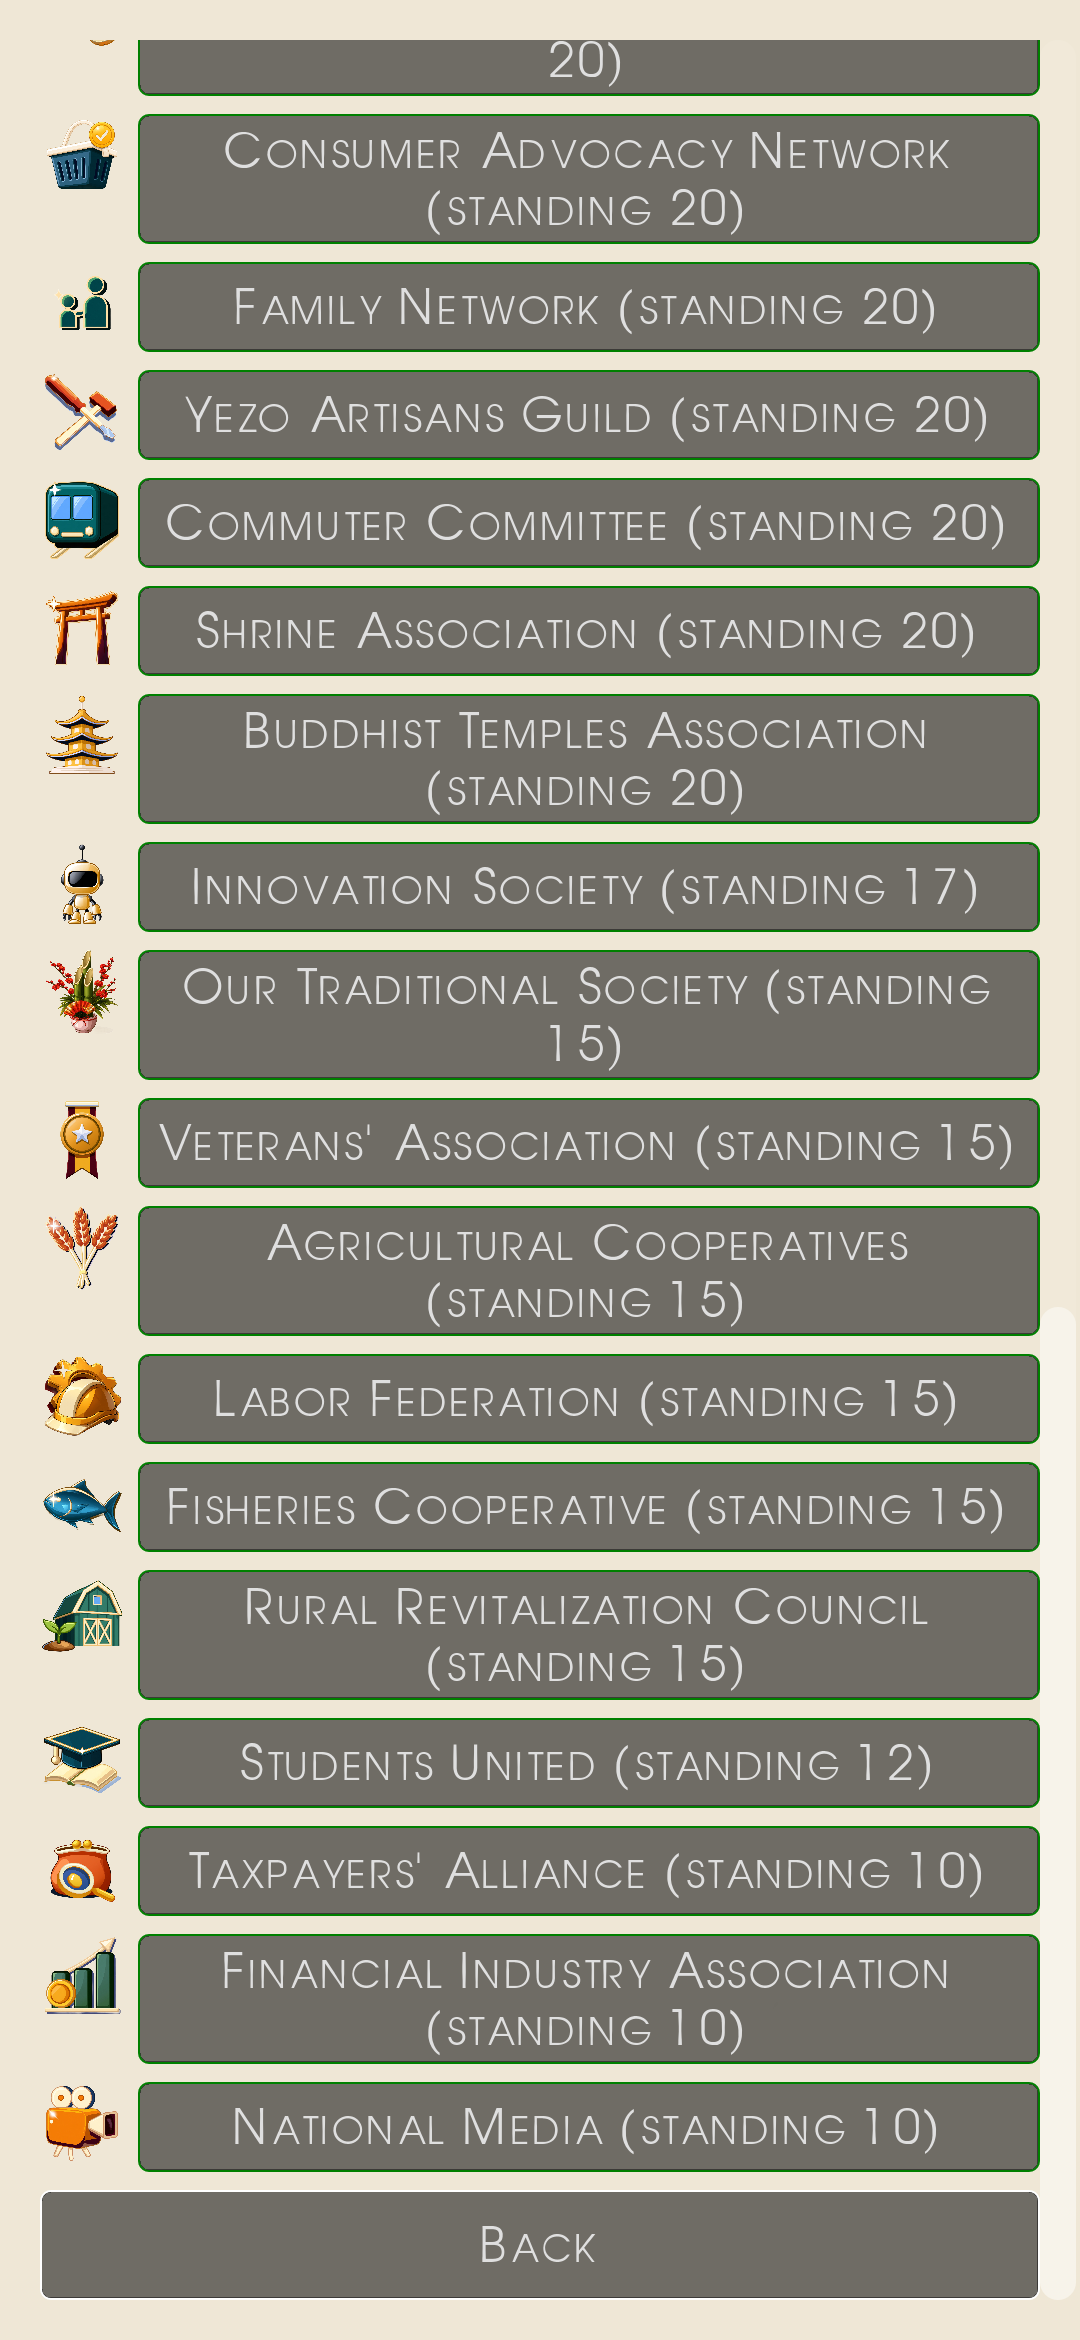 20)
Consumer Advocacy Network
(standing 20)
Family Network (standing 20)
Yezo Artisans Guild (standing 20)
Commuter Committee (standing 20)
Shrine Association (standing 20)
Buddhist Temples Association
(standing 20)
Innovation Society (standing 17)
Our Traditional Society (standing
15)
Veterans' Association (standing 15)
Agricultural Cooperatives
(standing 15)
Labor Federation (standing 15)
Fisheries Cooperative (standing 15)
Rural Revitalization Council
(standing 15)
Students United (standing 12)
Taxpayers' Alliance (standing 10)
Financial Industry Association
(standing 10)
National Media (standing 10)
Back